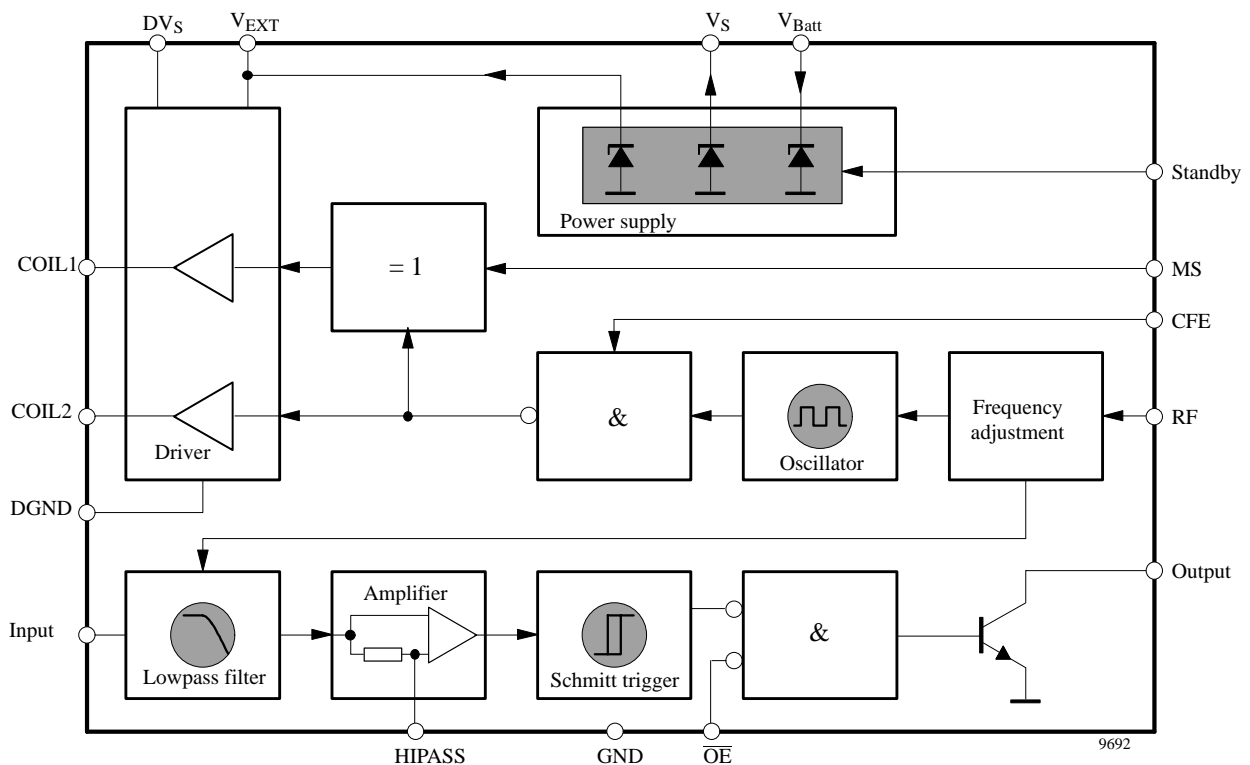 DVS
VEXT
VS
VBatt
Standby
Power supply
COIL1
= 1
MS
CFE
COIL2
&
Frequency
adjustment
RF
Driver
Oscillator
DGND
Output
Amplifier
Input
&
Lowpass filter
Schmitt trigger
HIPASS
GND
OE
9692